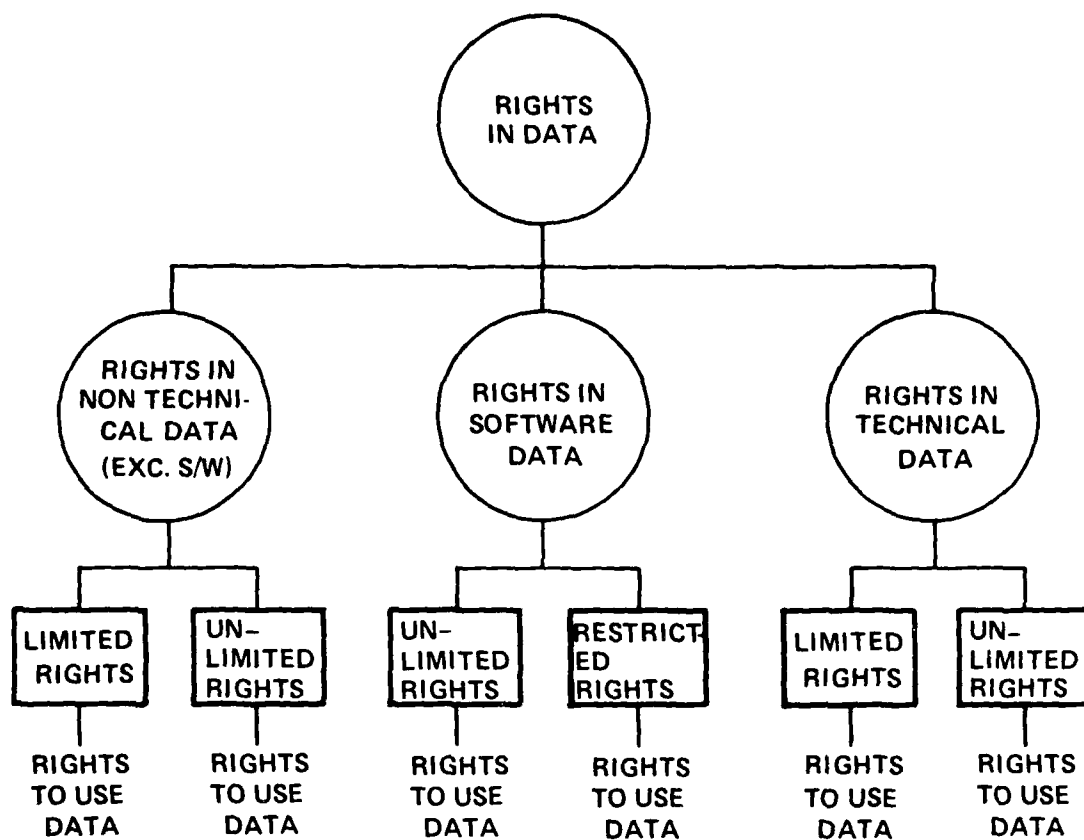 RIGHTS
IN DATA
RIGHTS IN
NON TECHNI-
CAL DATA
(EXC. S/W)
RIGHTS IN
SOFTWARE
DATA
RIGHTS IN
TECHNICAL
DATA
LIMITED
RIGHTS
UN-
LIMITED
RIGHTS
UN-
LIMITED
RIGHTS
RESTRICT-
ED
RIGHTS
LIMITED
RIGHTS
UN-
LIMITED
RIGHTS
RIGHTS
TO USE
DATA
RIGHTS
TO USE
DATA
RIGHTS
TO USE
DATA
RIGHTS
TO USE
DATA
RIGHTS
TO USE
DATA
RIGHTS
TO USE
DATA